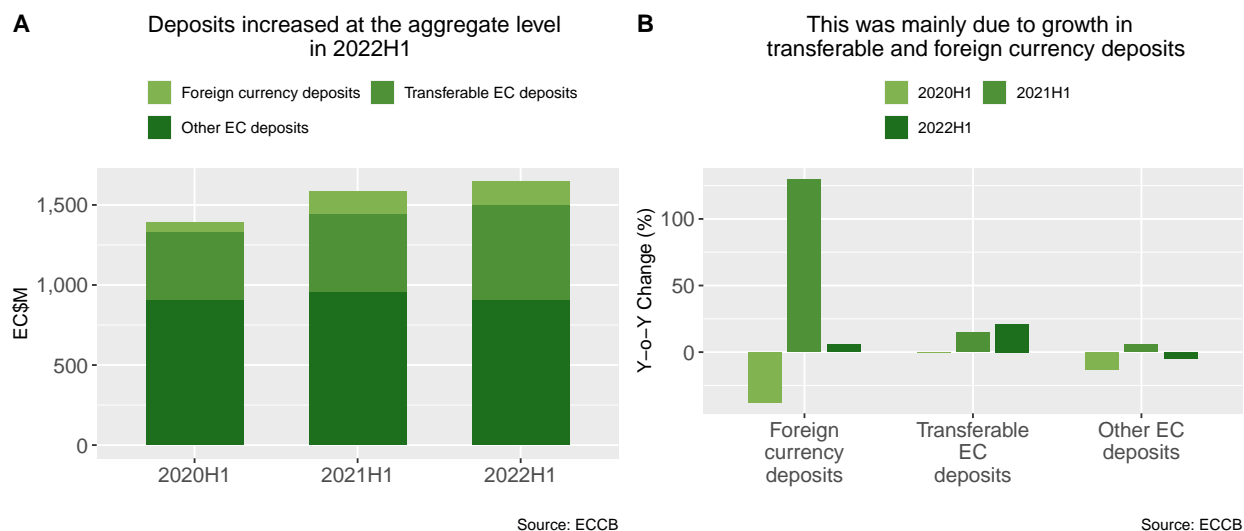 A
Deposits increased at the aggregate level
in 2022H1
Foreign currency deposits
Transferable EC deposits
Other EC deposits
EC$M
1,500
1,000
500
0
2020H1
2021H1
2022H1
Source: ECCB
B
This was mainly due to growth in
transferable and foreign currency deposits
2020H1
2021H1
2022H1
Y−o−Y Change (%)
100
50
0
Foreign
currency
deposits
Transferable
EC
deposits
Other EC
deposits
Source: ECCB